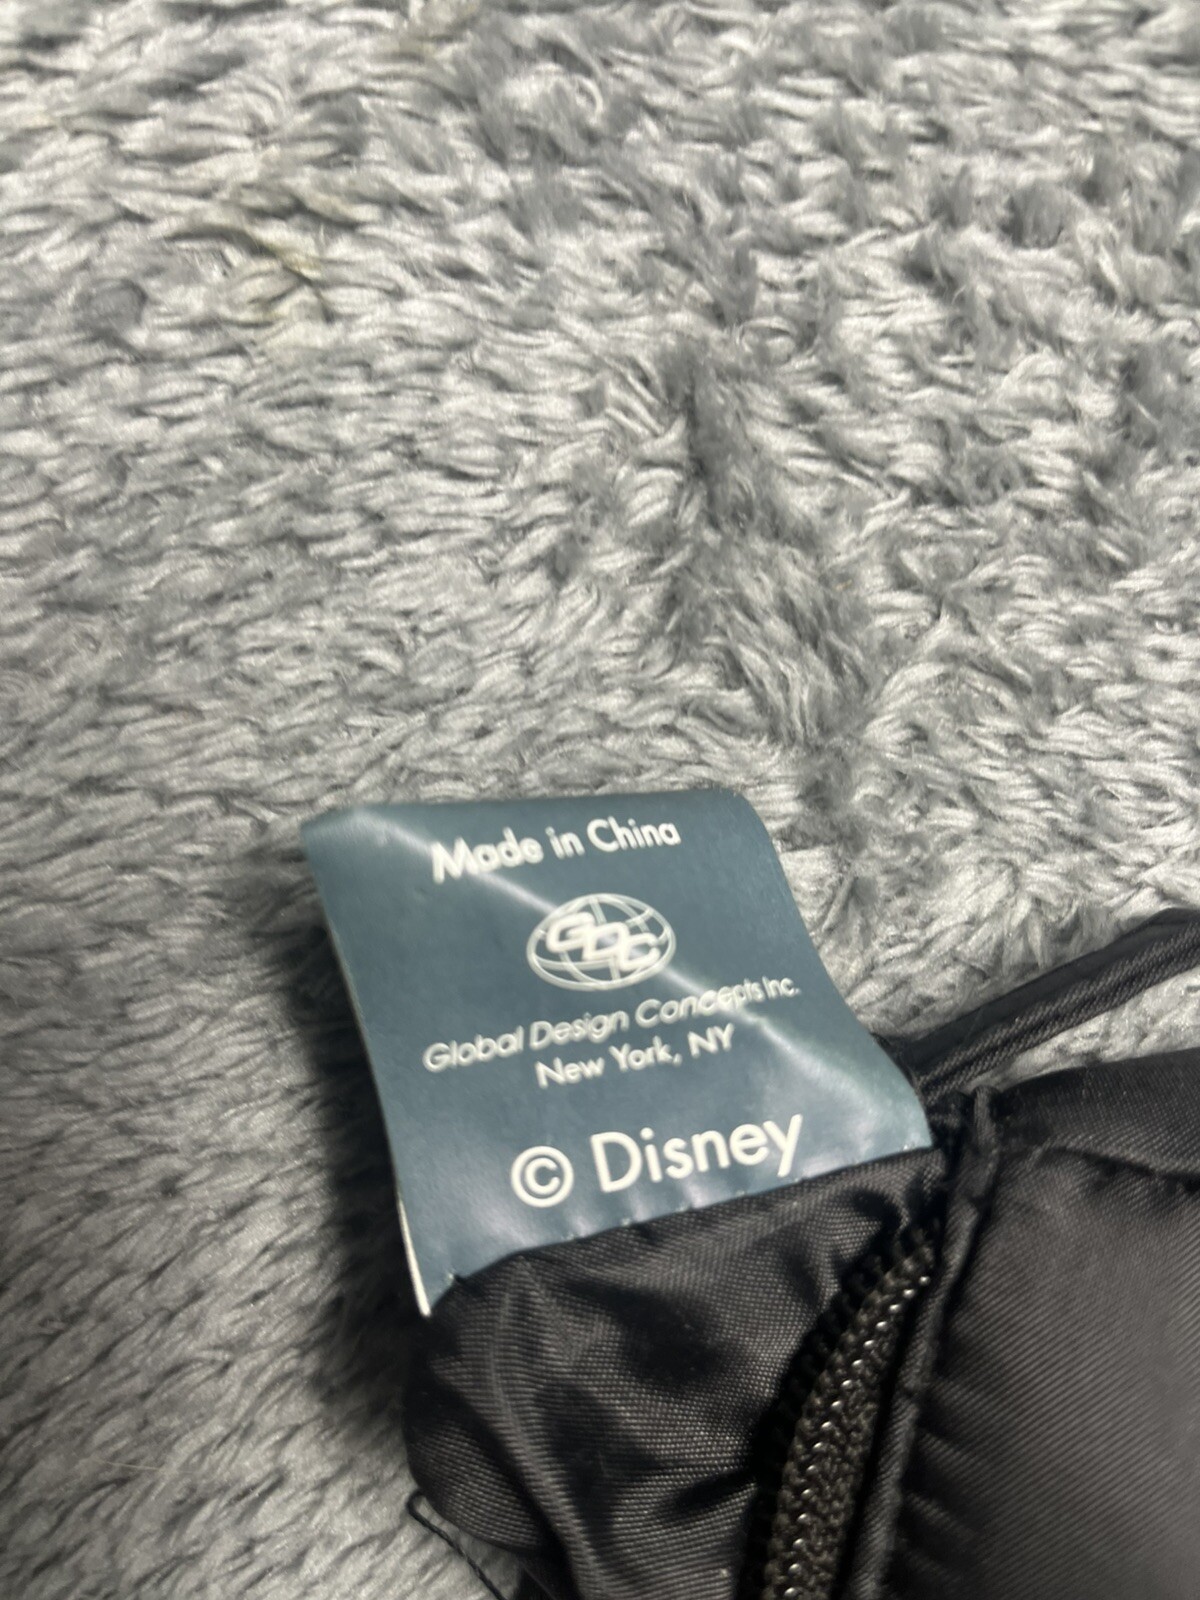 Made in China
GDC
Global Design Concepts Inc.
New York, NY
© Disney